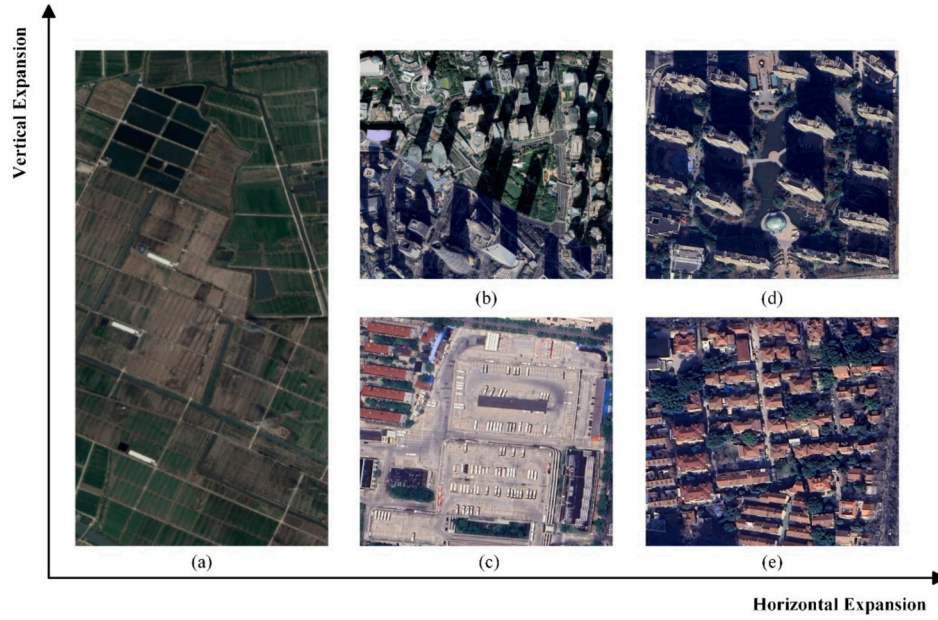 Vertical Expansion
(a)
(b)
(c)
(d)
(e)
Horizontal Expansion